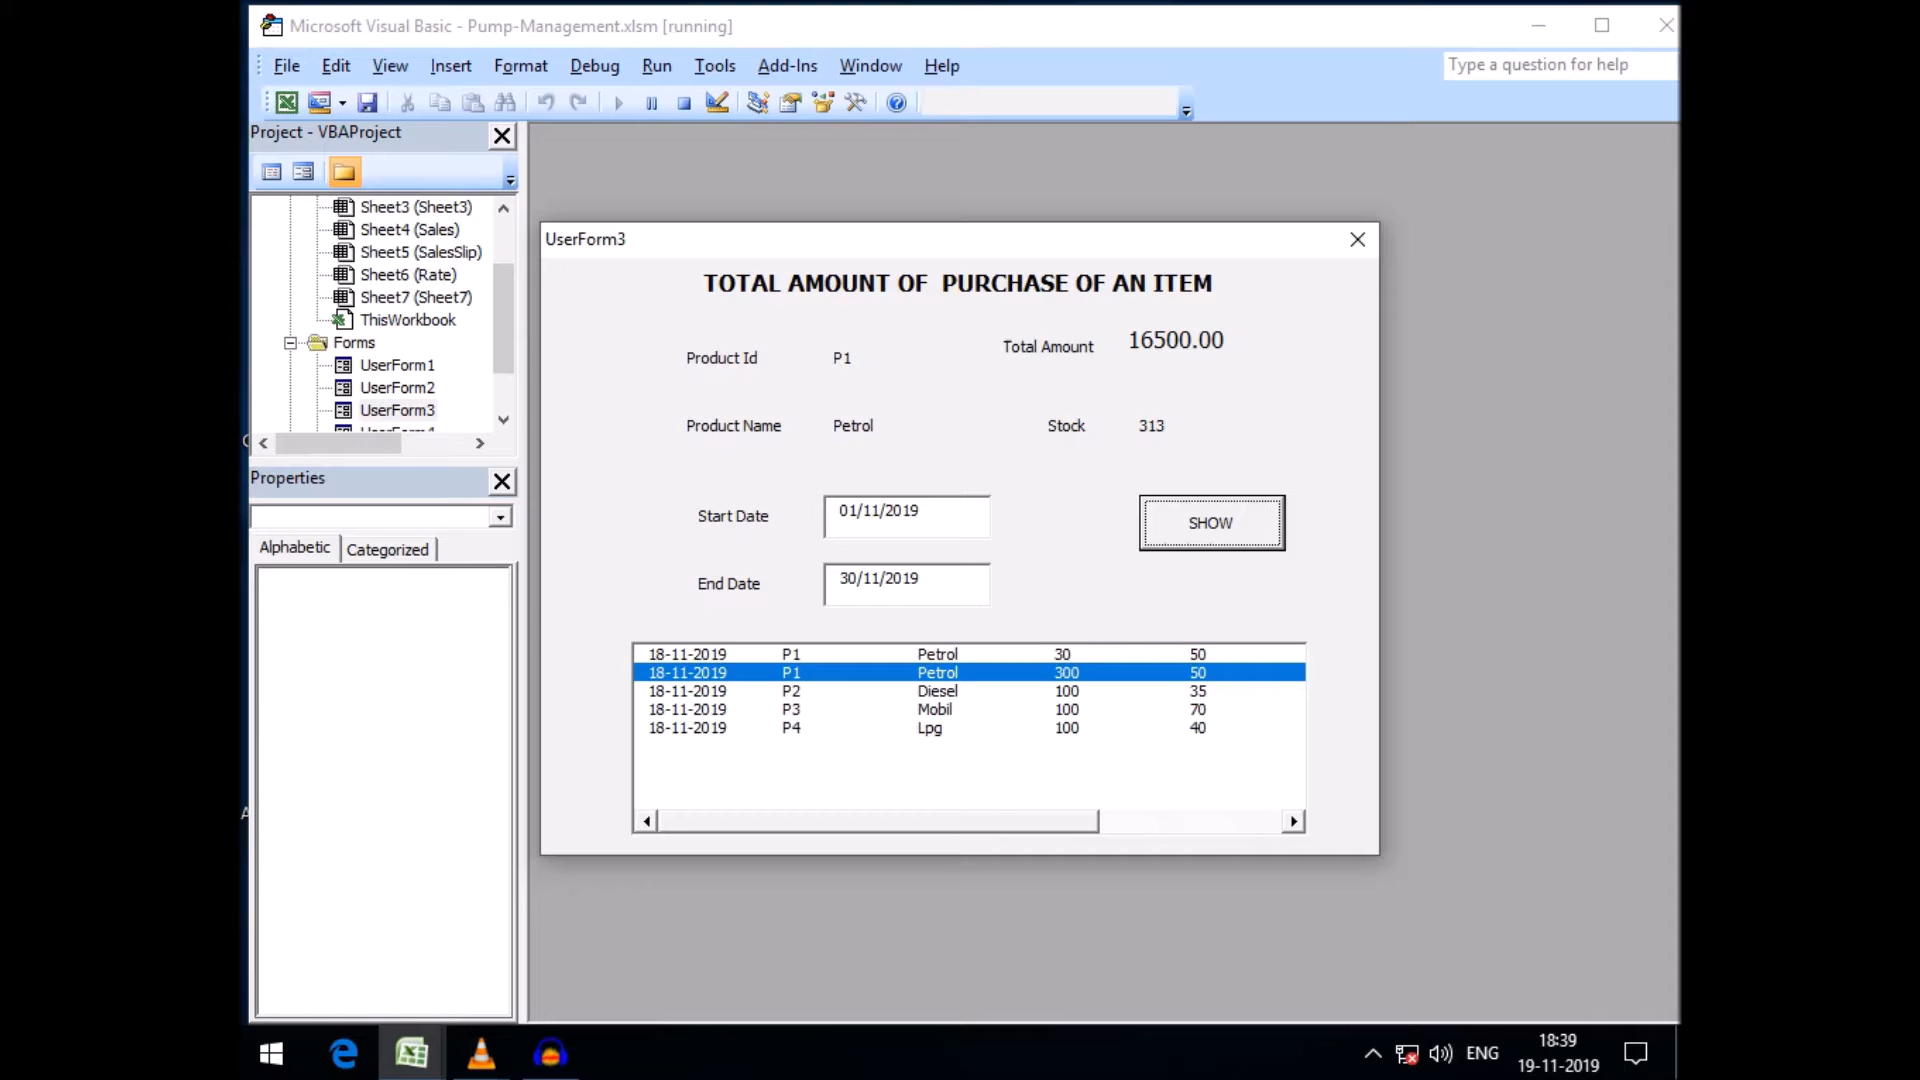 Microsoft Visual Basic - Pump-Management.xlsm [running]
File Edit View Insert Format Debug Run Tools Add-Ins Window Help
Type a question for help
Project - VBAProject
Sheet3 (Sheet3)
Sheet4 (Sales)
Sheet5 (SalesSlip)
Sheet6 (Rate)
Sheet7 (Sheet7)
ThisWorkbook
Forms
UserForm1
UserForm2
UserForm3
Properties
Alphabetic Categorized
UserForm3
TOTAL AMOUNT OF PURCHASE OF AN ITEM
Product Id P1 Total Amount 16500.00
Product Name Petrol Stock 313
Start Date 01/11/2019 SHOW
End Date 30/11/2019
18-11-2019 P1 Petrol 30 50
18-11-2019 P1 Petrol 300 50
18-11-2019 P2 Diesel 100 35
18-11-2019 P3 Mobil 100 70
18-11-2019 P4 Lpg 100 40
ENG 18:39
19-11-2019